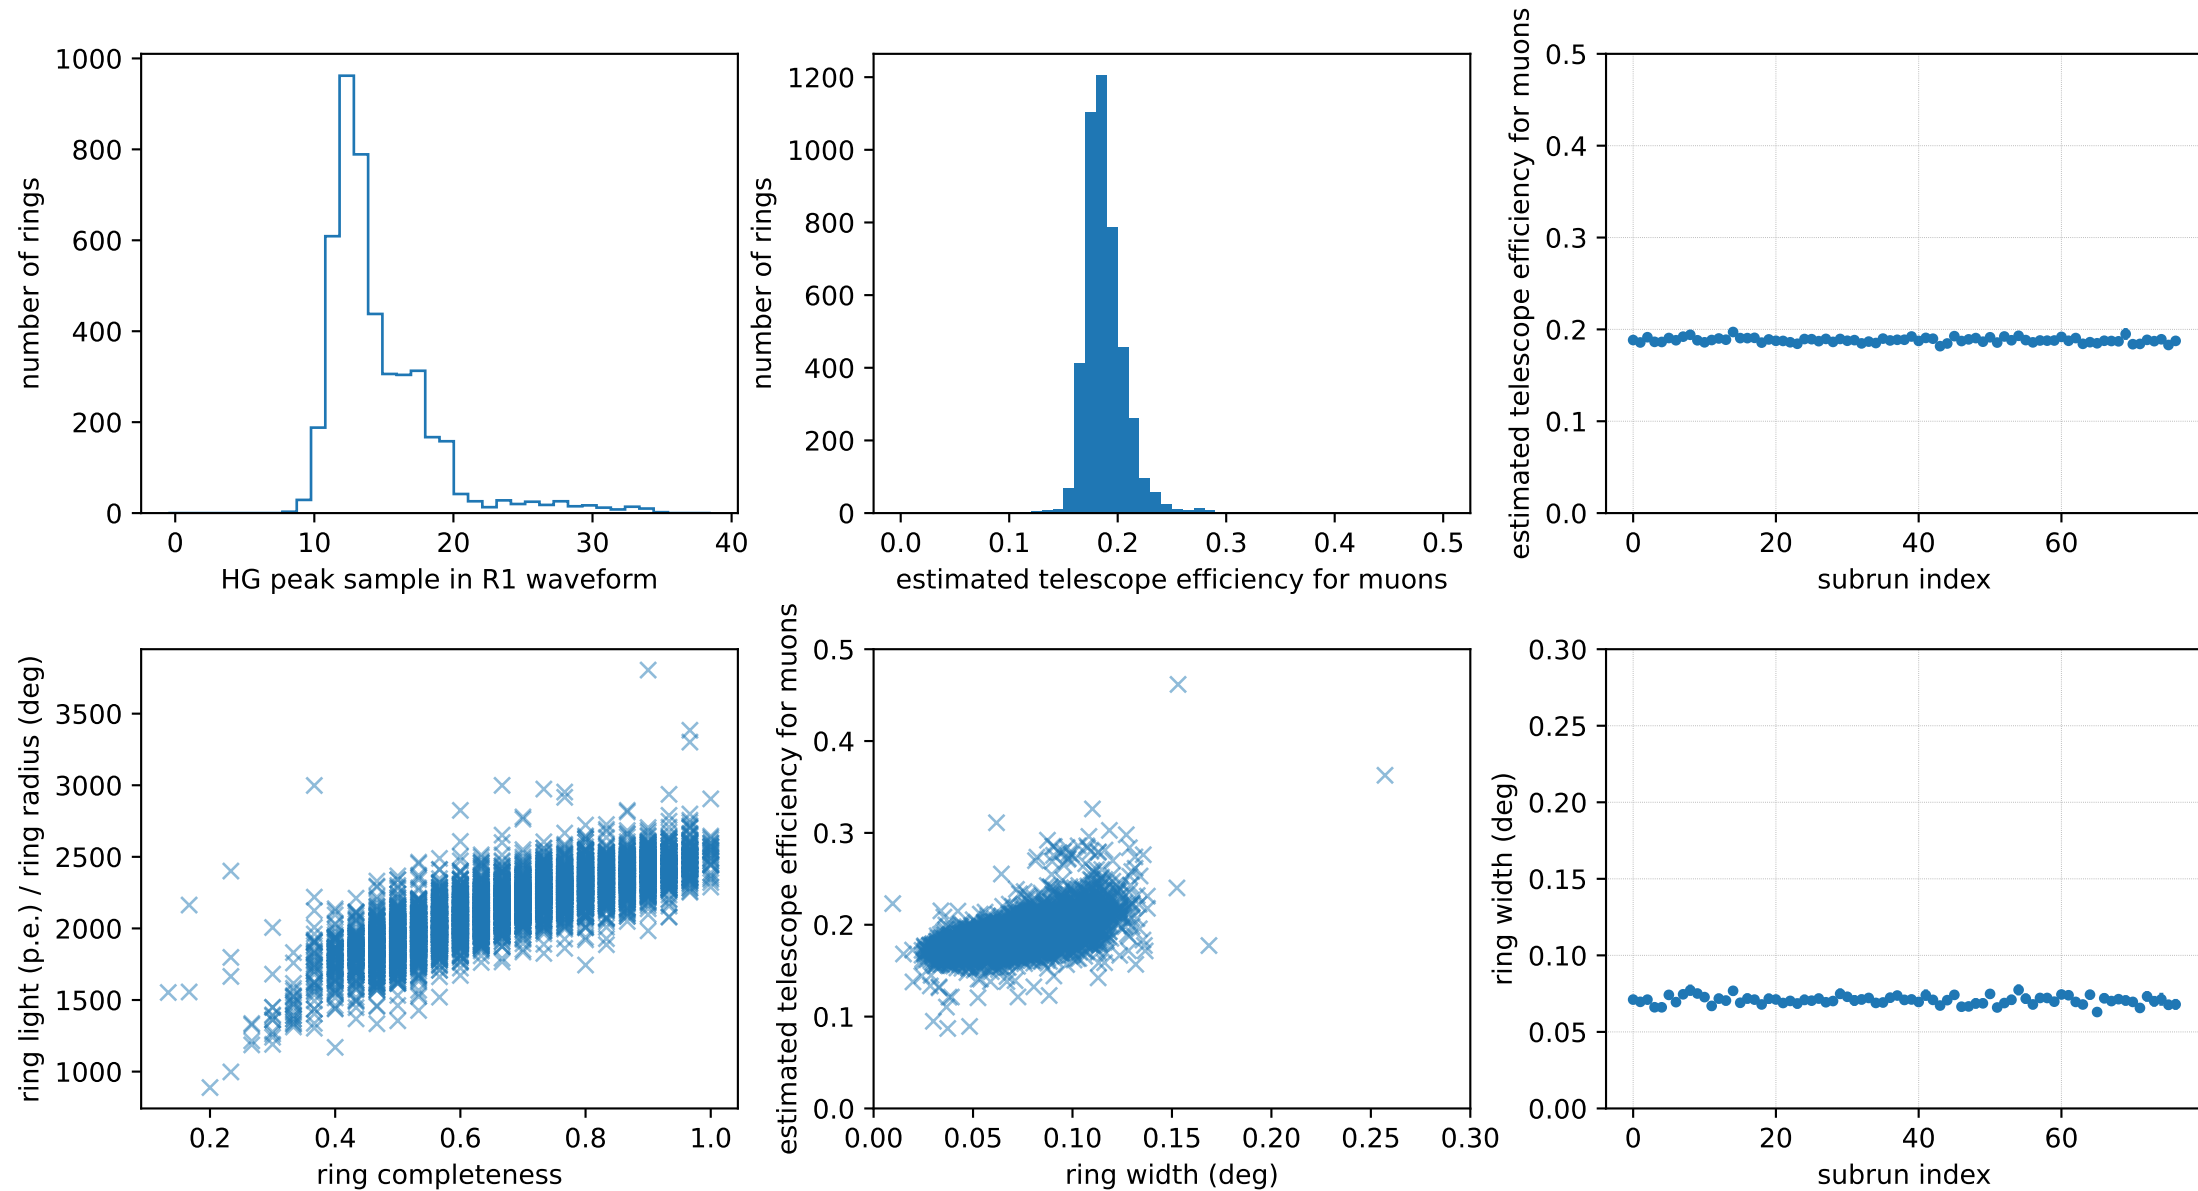 number of rings
1000
800
600
400
200
0
0 10 20 30 40
HG peak sample in R1 waveform
number of rings
1200
1000
800
600
400
200
0
0.0 0.1 0.2 0.3 0.4 0.5
estimated telescope efficiency for muons
estimated telescope efficiency for muons
0.5
0.4
0.3
0.2
0.1
0.0
0 20 40 60
subrun index
ring light (p.e.) / ring radius (deg)
3500
3000
2500
2000
1500
1000
0.2 0.4 0.6 0.8 1.0
ring completeness
estimated telescope efficiency for muons
0.5
0.4
0.3
0.2
0.1
0.0
0.00 0.05 0.10 0.15 0.20 0.25 0.30
ring width (deg)
ring width (deg)
0.30
0.25
0.20
0.15
0.10
0.05
0.00
0 20 40 60
subrun index